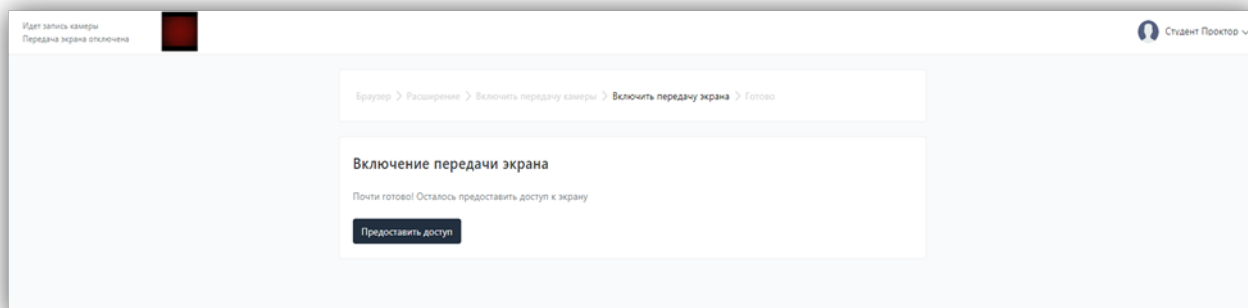 Идет запись камеры
Передача экрана отключена
Студент Проктор
Браузер > Расширение > Включить передачу камеры > Включить передачу экрана > Готово
Включение передачи экрана
Почти готово! Осталось предоставить доступ к экрану
Предоставить доступ